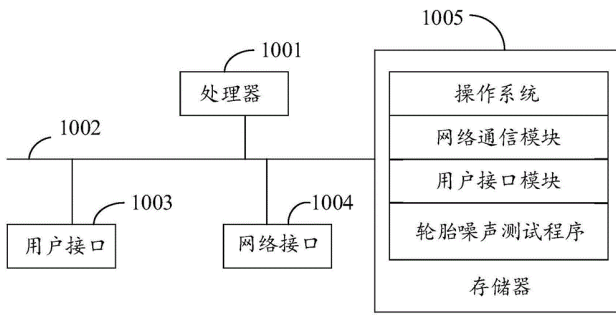 1005
1001
处理器
操作系统
网络通信模块
1002
用户接口模块
1003
1004
用户接口
网络接口
轮胎噪声测试程序
存储器